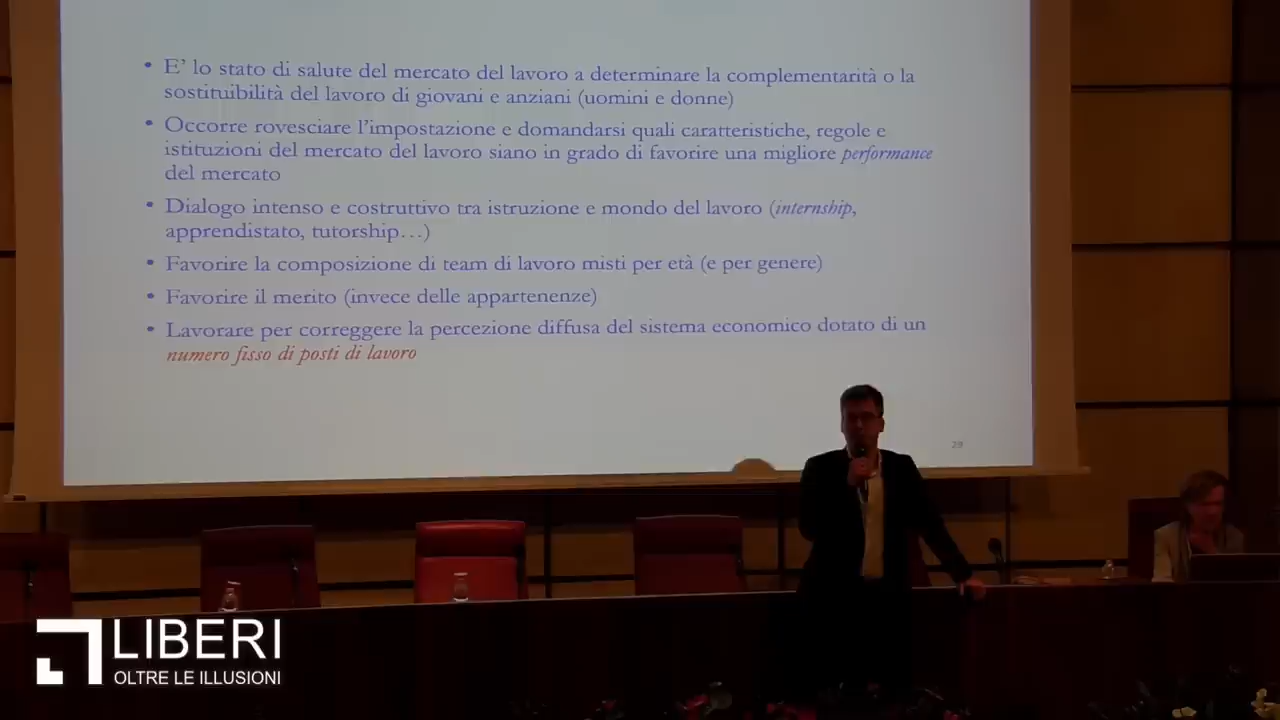 • E' lo stato di salute del mercato del lavoro a determinare la complementarità o la
sostituibilità del lavoro di giovani e anziani (uomini e donne)
• Occorre rovesciare l'impostazione e domandarsi quali caratteristiche, regole e
istituzioni del mercato del lavoro siano in grado di favorire una migliore performance
del mercato
• Dialogo intenso e costruttivo tra istruzione e mondo del lavoro (internship,
apprendistato, tutorship…)
• Favorire la composizione di team di lavoro misti per età (e per genere)
• Favorire il merito (invece delle appartenenze)
• Lavorare per correggere la percezione diffusa del sistema economico dotato di un
numero fisso di posti di lavoro
29
LIBERI
OLTRE LE ILLUSIONI